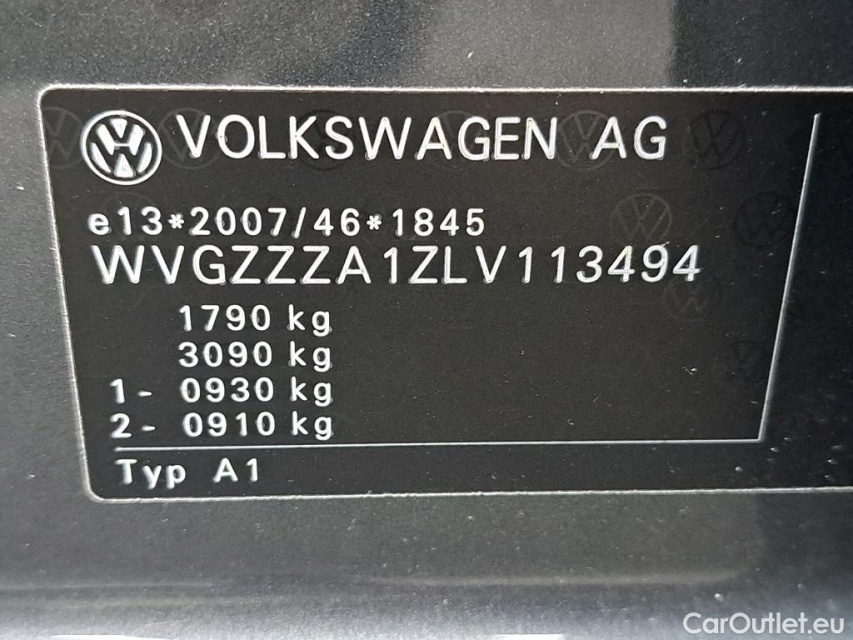 VOLKSWAGEN AG
e13*2007/46*1845
WVGZZZA1ZLV113494
1790 kg
3090 kg
1- 0930 kg
2- 0910 kg
Typ A1
CarOutlet.eu